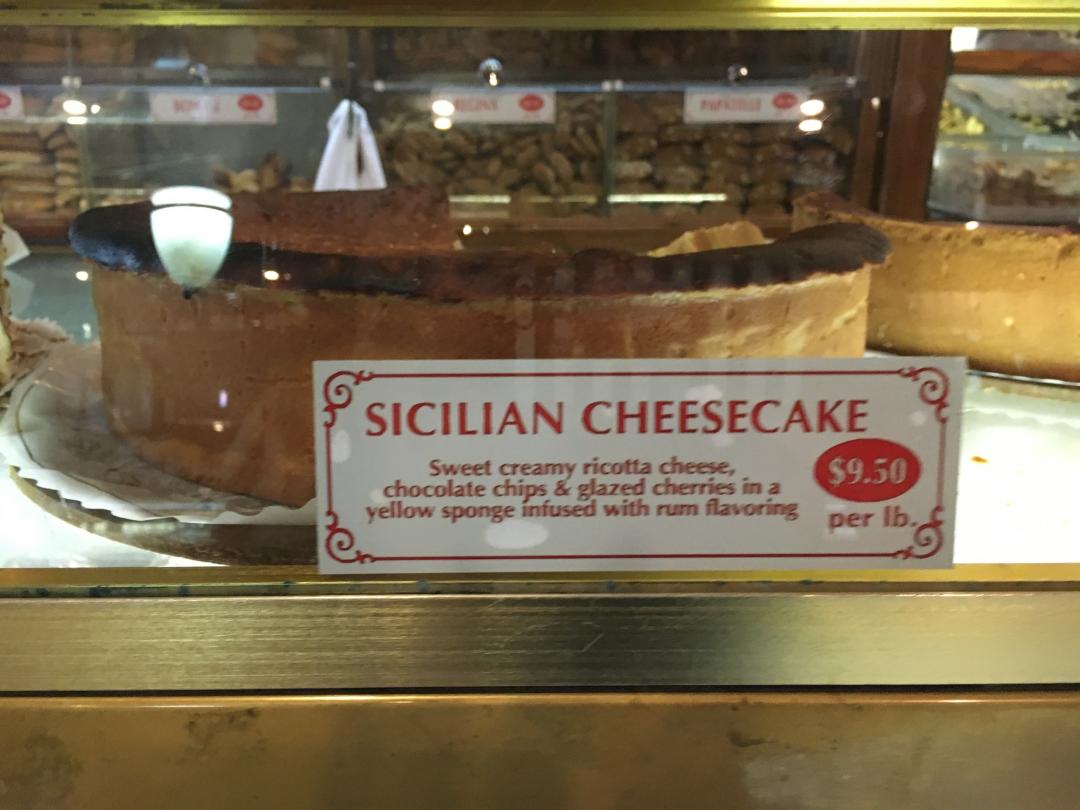 REGINA
SICILIAN CHEESECAKE
Sweet creamy ricotta cheese,
chocolate chips & glazed cherries in a
yellow sponge infused with rum flavoring
$9.50
per lb.